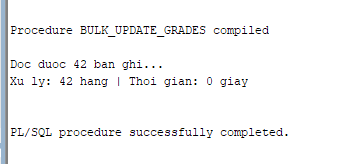 Procedure BULK_UPDATE_GRADES compiled
Doc duoc 42 ban ghi...
Xu ly: 42 hang | Thoi gian: 0 giay
PL/SQL procedure successfully completed.